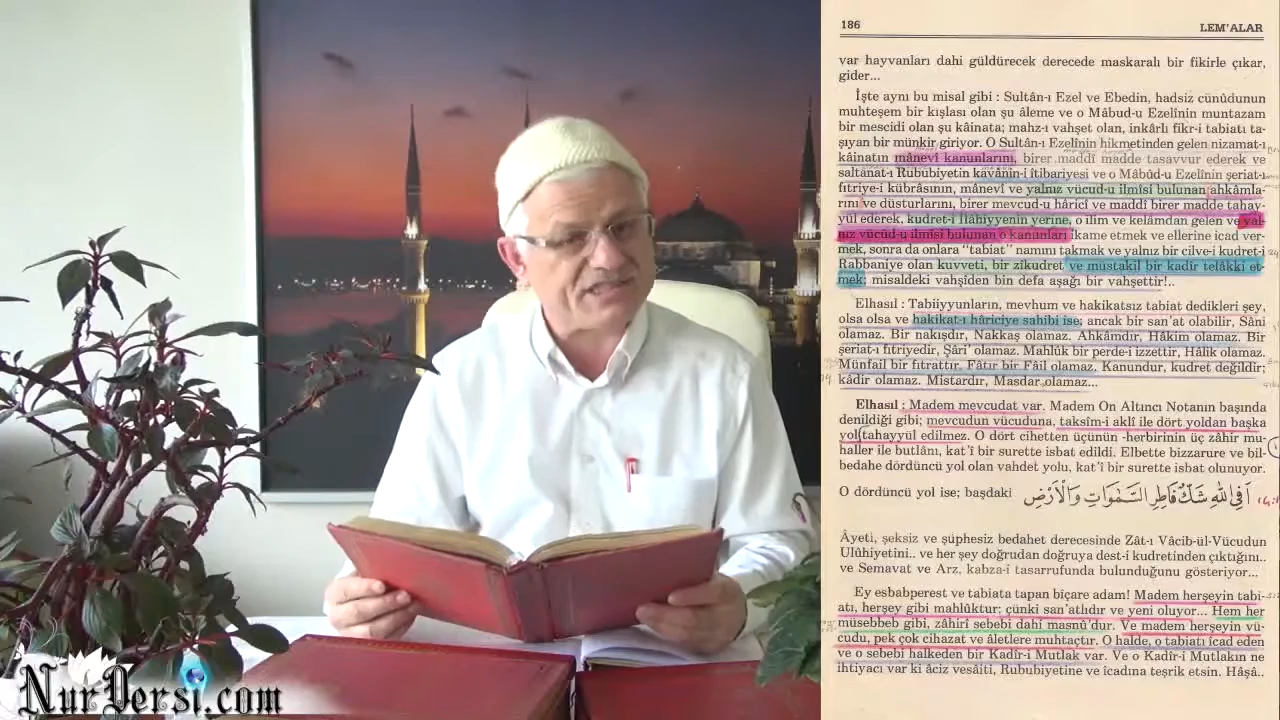 186 LEM'ALAR
var hayvanları dahi güldürecek derecede maskaralı bir fikirle çıkar,
gider...
İşte aynı bu misal gibi : Sultân-ı Ezel ve Ebedin, hadsiz cünûdunun
muhteşem bir kışlası olan şu âleme ve o Mâbud-u Ezelînin muntazam
bir mescidi olan şu kâinata; mahz-ı vahşet olan, inkârlı fikr-i tabiatı ta-
şıyan bir münkir giriyor. O Sultân-ı Ezelînin hikmetinden gelen nizamat-ı
kâinatın mânevî kanunlarını, birer maddî madde tasavvur ederek ve
saltanat-ı Rububiyetin kavânin-i îtibariyesi ve o Mâbûd-u Ezelînin şeriat-ı
fıtriye-i kübrâsının, mânevî ve yalnız vücud-u ilmîsi bulunan ahkâmla-
rını ve düsturlarını, birer mevcud-u hâricî ve maddî birer madde tahay-
yül ederek, kudret-i İlâhiyyenin yerine, o ilim ve kelâmdan gelen ve yal-
nız vücûd-u ilmîsi bulunan o kanunları ikame etmek ve ellerine icad ver-
mek, sonra da onlara "tabiat" namını takmak ve yalnız bir cilve-i kudret-i
Rabbaniye olan kuvveti, bir zîkudret ve müstakil bir kadîr telâkki et-
mek; misaldeki vahşîden bin defa aşağı bir vahşettir!..
Elhasıl : Tabiiyyunların, mevhum ve hakikatsız tabiat dedikleri şey,
olsa olsa ve hakikat-ı hâriciye sahibi ise; ancak bir san'at olabilir, Sâni
olamaz. Bir nakışdır, Nakkaş olamaz. Ahkâmdır, Hâkim olamaz. Bir
şeriat-ı fıtriyedir, Şâri' olamaz. Mahlûk bir perde-i izzettir, Hâlik olamaz.
Münfail bir fıtrattır, Fâtır bir Fâil olamaz. Kanundur, kudret değildir;
kâdir olamaz. Mistardır, Masdar olamaz...
Elhasıl : Madem mevcudat var. Madem On Altıncı Notanın başında
denildiği gibi; mevcudun vücuduna, taksim-i aklî ile dört yoldan başka
yol tahayyül edilmez. O dört cihetten üçünün -herbirinin üç zâhir mu-
haller ile butlânı, kat'î bir surette isbat edildi. Elbette bizzarure ve bil-
bedahe dördüncü yol olan vahdet yolu, kat'î bir surette isbat olunuyor.
O dördüncü yol ise; başdaki اَفِى اللّٰهِ شَكٌّ فَاطِرِ السَّمٰوَاتِ وَالْاَرْضِ
Âyeti, şeksiz ve şüphesiz bedahet derecesinde Zât-ı Vâcib-ül-Vücudun
Ulûhiyetini.. ve her şey doğrudan doğruya dest-i kudretinden çıktığını..
ve Semavat ve Arz, kabza-i tasarrufunda bulunduğunu gösteriyor...
Ey esbabperest ve tabiata tapan bîçare adam! Madem herşeyin tabi-
atı, herşey gibi mahlûktur; çünki san'atlıdır ve yeni oluyor... Hem her
müsebbeb gibi, zâhirî sebebi dahi masnû'dur. Ve madem herşeyin vü-
cudu, pek çok cihazat ve âletlere muhtaçtır. O halde, o tabiatı icad eden
ve o sebebi halkeden bir Kadîr-i Mutlak var. Ve o Kadîr-i Mutlakın ne
ihtiyacı var ki âciz vesâiti, Rububiyetine ve icadına teşrik etsin. Hâşâ..
NurDersi.com